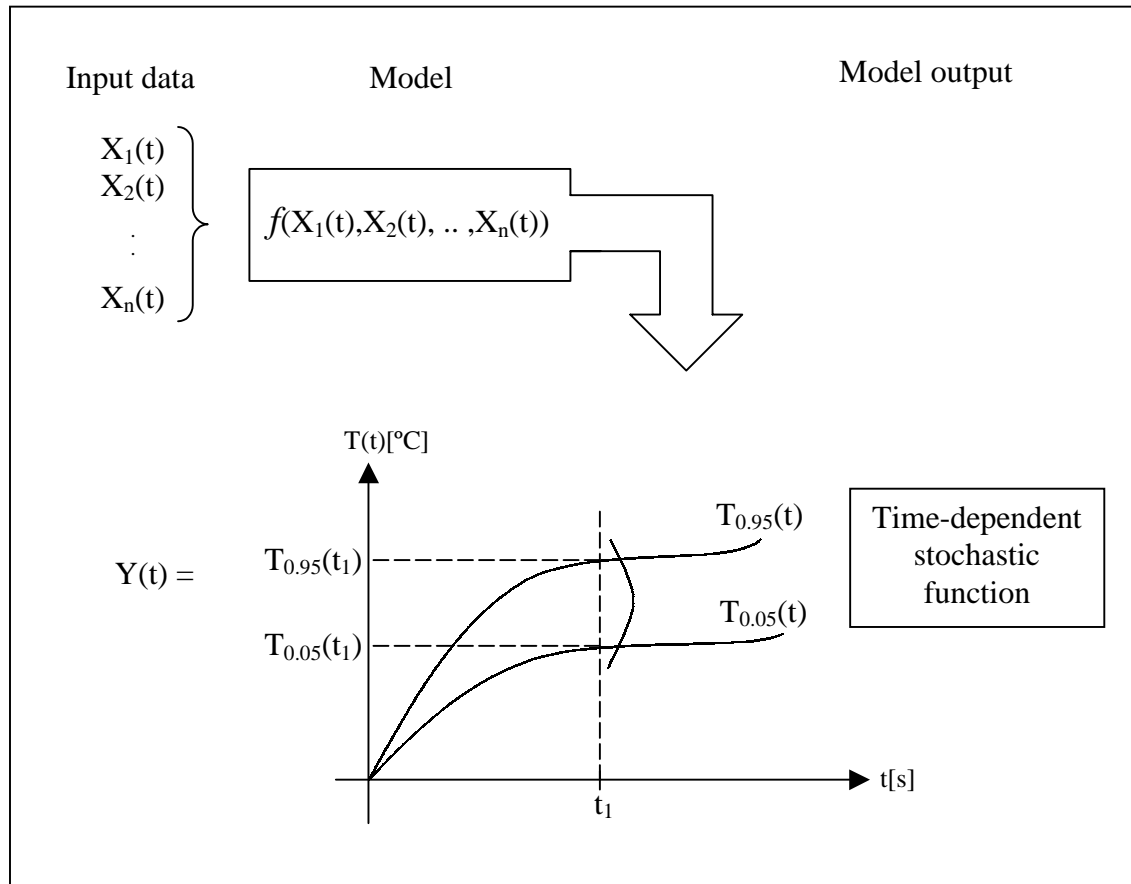 Input data
Model
Model output
X₁(t)
X₂(t)
.
.
Xₙ(t)
f(X₁(t),X₂(t), .. ,Xₙ(t))
T(t)[ºC]
T₀.₉₅(t)
T₀.₉₅(t₁)
Y(t) =
T₀.₀₅(t)
T₀.₀₅(t₁)
Time-dependent
stochastic
function
t[s]
t₁